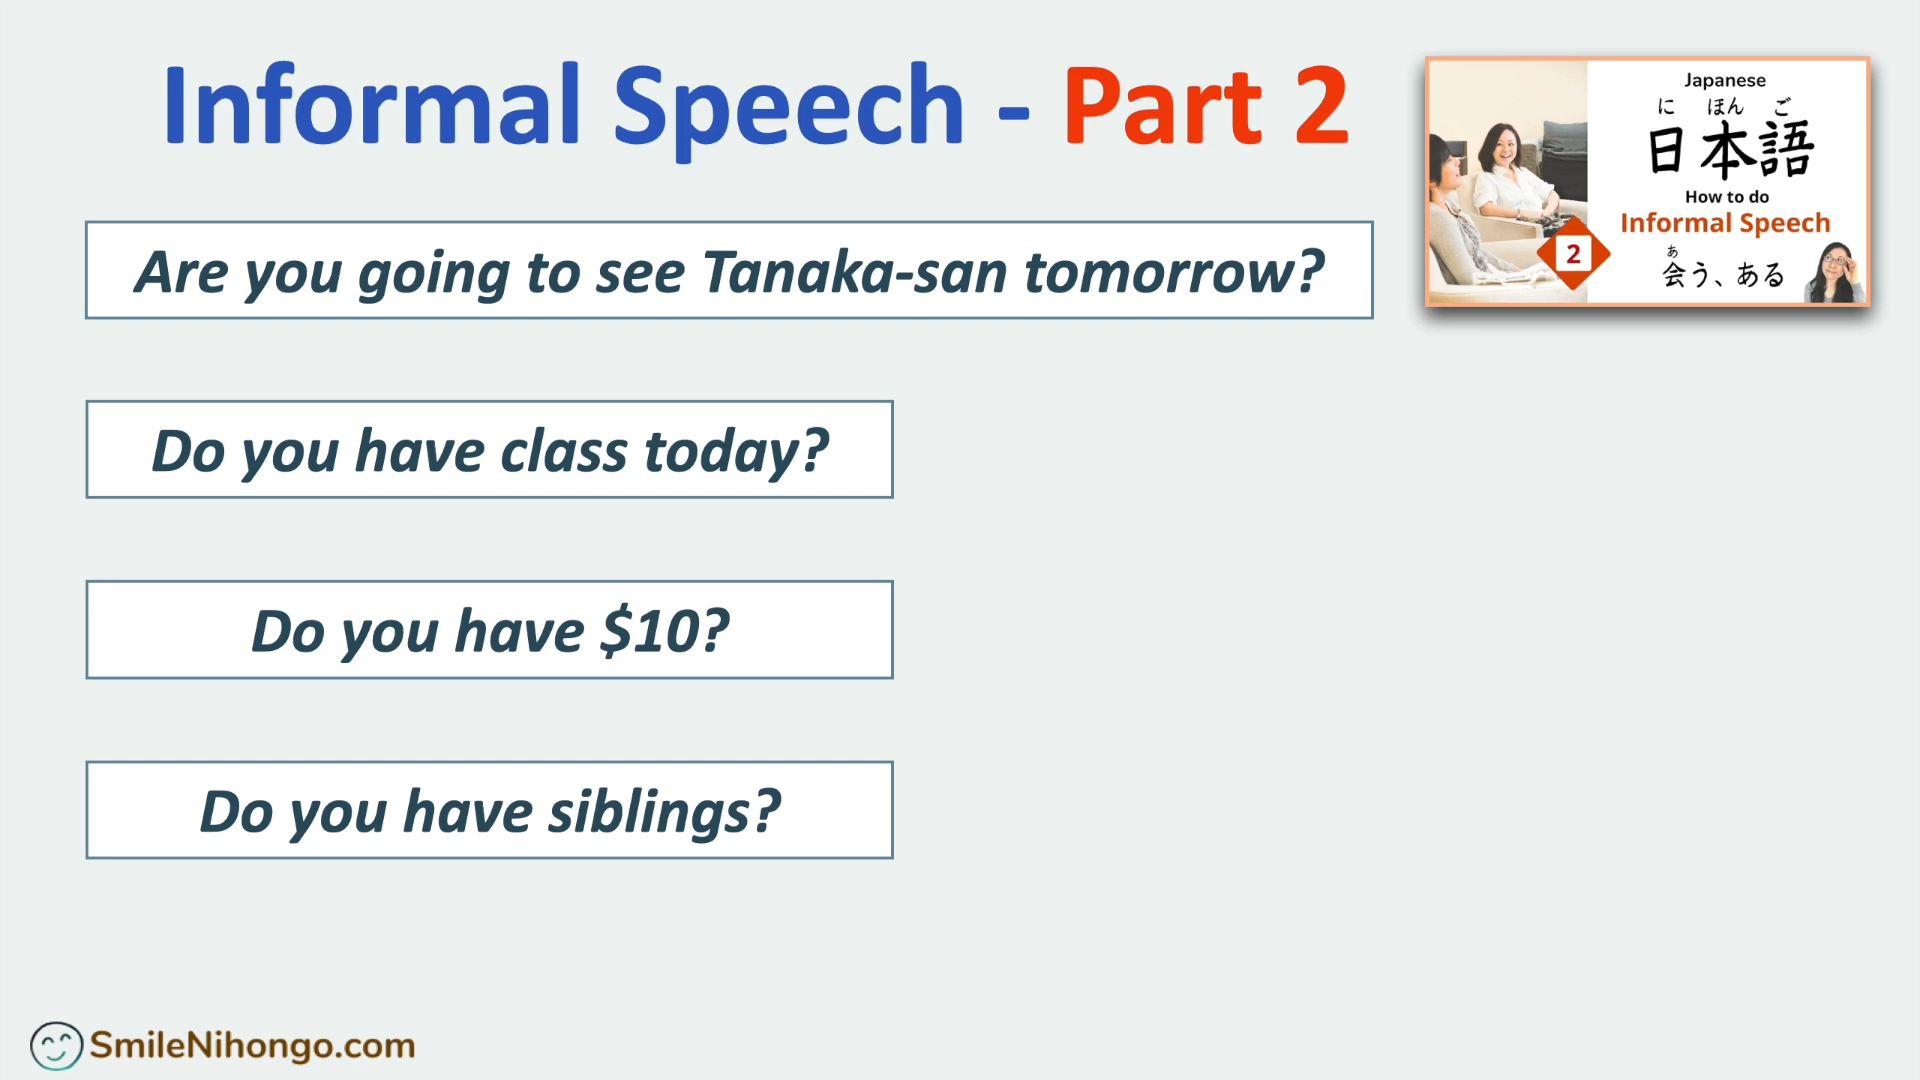 Informal Speech - Part 2
Japanese
に ほん ご
日本語
How to do
Informal Speech
2
あ
会う、ある
Are you going to see Tanaka-san tomorrow?
Do you have class today?
Do you have $10?
Do you have siblings?
SmileNihongo.com